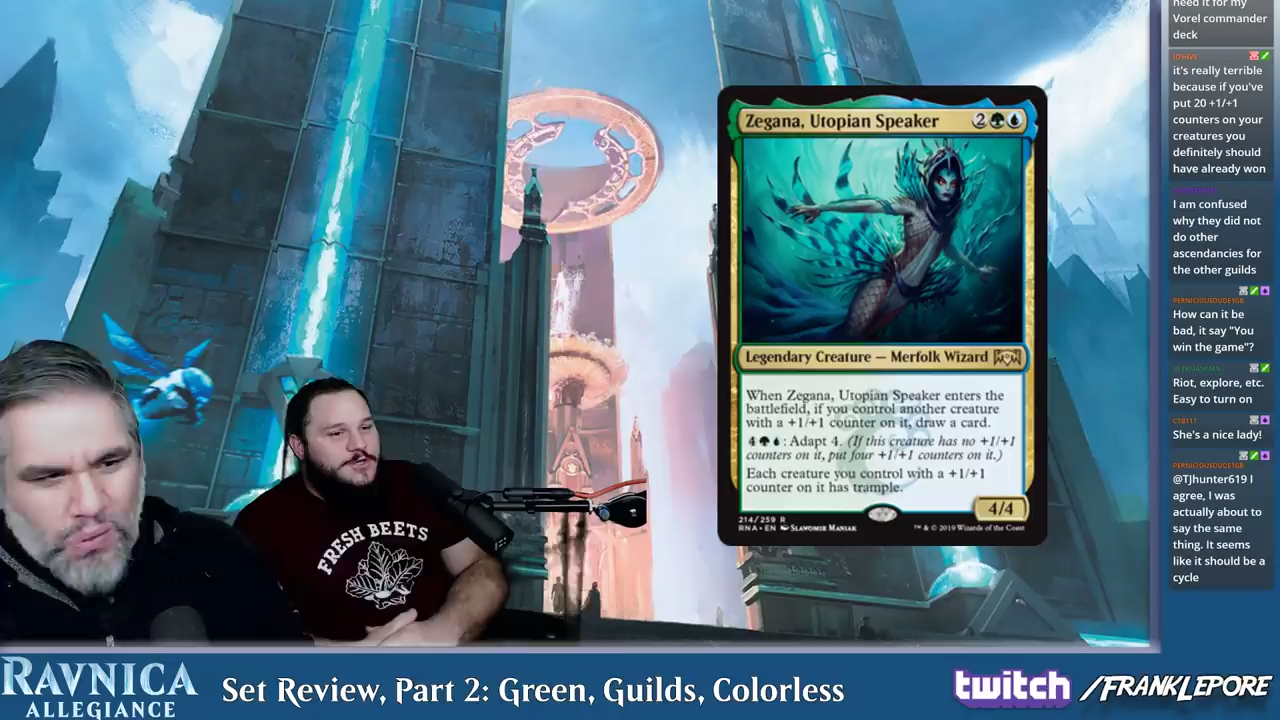 need it for my
Vorel commander
deck
it's really terrible
because if you've
put 20 +1/+1
counters on your
creatures you
definitely should
have already won
I am confused
why they did not
do other
ascendancies for
the other guilds
PERNICIOUSDUDE1GB
How can it be
bad, it say "You
win the game"?
Riot, explore, etc.
Easy to turn on
CTB117
She's a nice lady!
PERNICIOUSDUDE1GB
@TJhunter619 I
agree, I was
actually about to
say the same
thing. It seems
like it should be a
cycle
Zegana, Utopian Speaker 2
Legendary Creature — Merfolk Wizard
When Zegana, Utopian Speaker enters the
battlefield, if you control another creature
with a +1/+1 counter on it, draw a card.
4: Adapt 4. (If this creature has no +1/+1
counters on it, put four +1/+1 counters on it.)
Each creature you control with a +1/+1
counter on it has trample.
4/4
214/259 R
RNA • EN SLAWOMIR MANIAK
™ & © 2019 Wizards of the Coast
FRESH BEETS
RAVNICA
ALLEGIANCE
Set Review, Part 2: Green, Guilds, Colorless
twitch /FRANKLEPORE